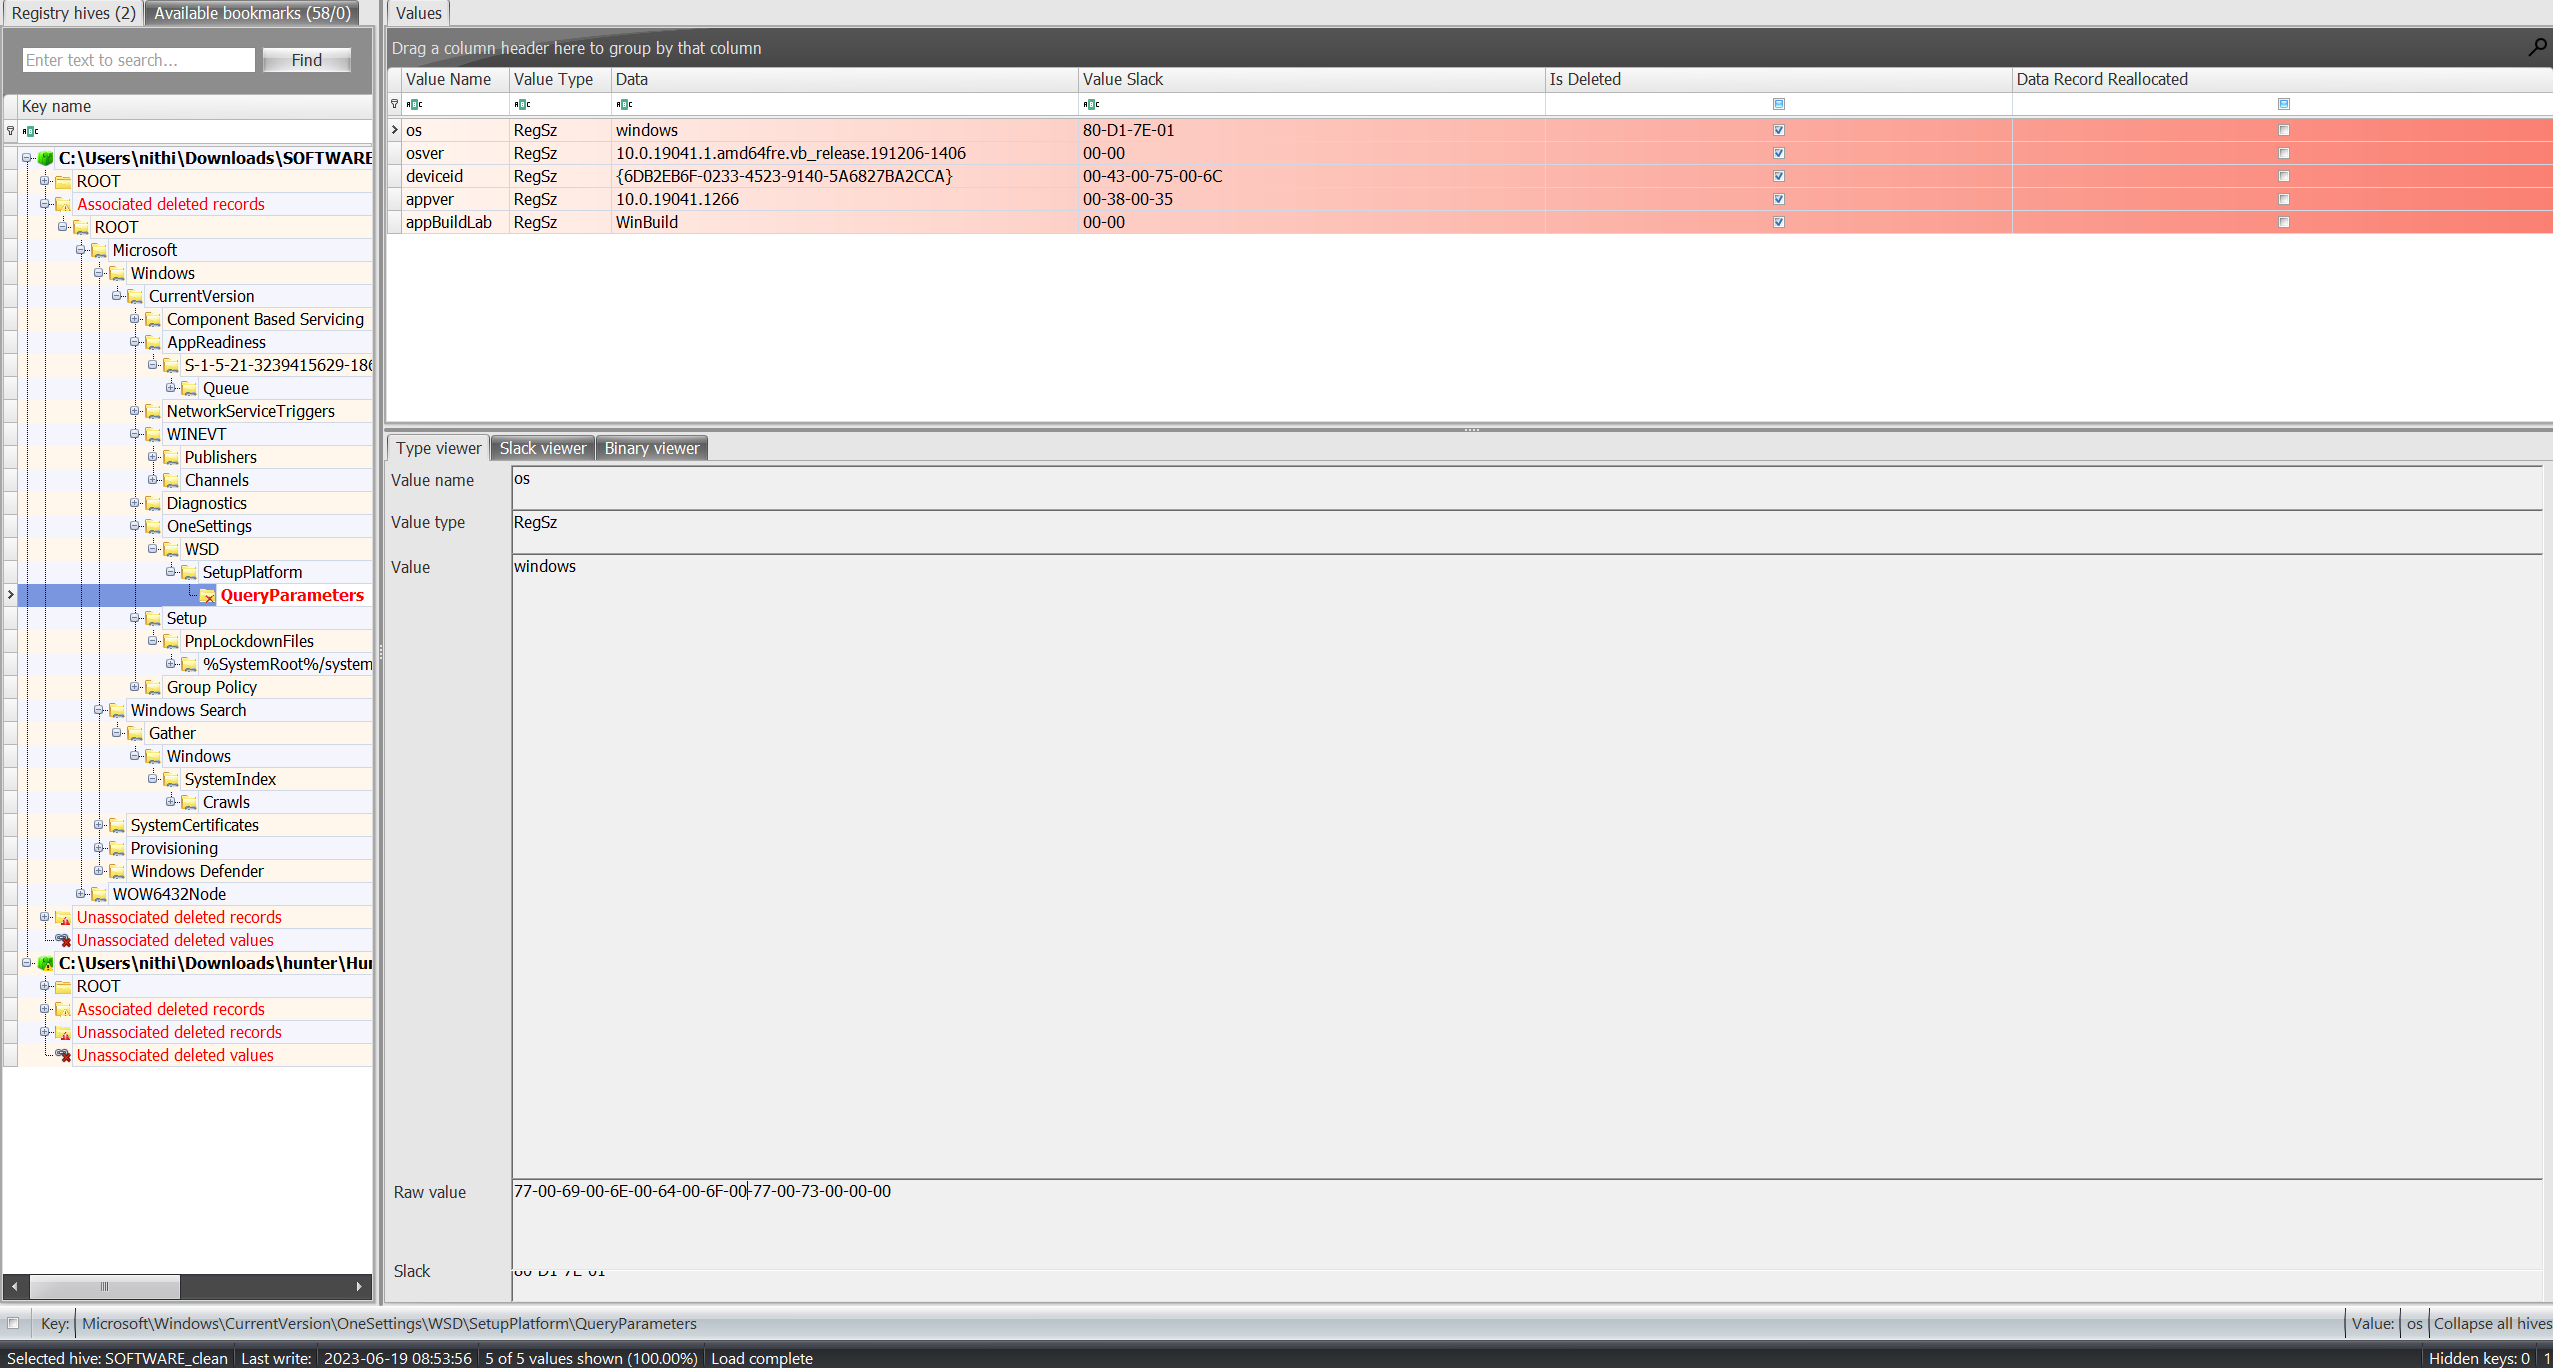 Registry hives (2) Available bookmarks (58/0)
Enter text to search... Find
Key name
C:\Users\nithi\Downloads\SOFTWARE
ROOT
Associated deleted records
ROOT
Microsoft
Windows
CurrentVersion
Component Based Servicing
AppReadiness
S-1-5-21-3239415629-186
Queue
NetworkServiceTriggers
WINEVT
Publishers
Channels
Diagnostics
OneSettings
WSD
SetupPlatform
QueryParameters
Setup
PnpLockdownFiles
%SystemRoot%/system
Group Policy
Windows Search
Gather
Windows
SystemIndex
Crawls
SystemCertificates
Provisioning
Windows Defender
WOW6432Node
Unassociated deleted records
Unassociated deleted values
C:\Users\nithi\Downloads\hunter\Hur
ROOT
Associated deleted records
Unassociated deleted records
Unassociated deleted values
Values
Drag a column header here to group by that column
Value Name Value Type Data Value Slack Is Deleted Data Record Reallocated
os RegSz windows 80-D1-7E-01
osver RegSz 10.0.19041.1.amd64fre.vb_release.191206-1406 00-00
deviceid RegSz {6DB2EB6F-0233-4523-9140-5A6827BA2CCA} 00-43-00-75-00-6C
appver RegSz 10.0.19041.1266 00-38-00-35
appBuildLab RegSz WinBuild 00-00
Type viewer Slack viewer Binary viewer
Value name os
Value type RegSz
Value windows
Raw value 77-00-69-00-6E-00-64-00-6F-00-77-00-73-00-00-00
Slack 80-D1-7E-01
Key: Microsoft\Windows\CurrentVersion\OneSettings\WSD\SetupPlatform\QueryParameters Value: os Collapse all hives
Selected hive: SOFTWARE_clean Last write: 2023-06-19 08:53:56 5 of 5 values shown (100.00%) Load complete Hidden keys: 0 1